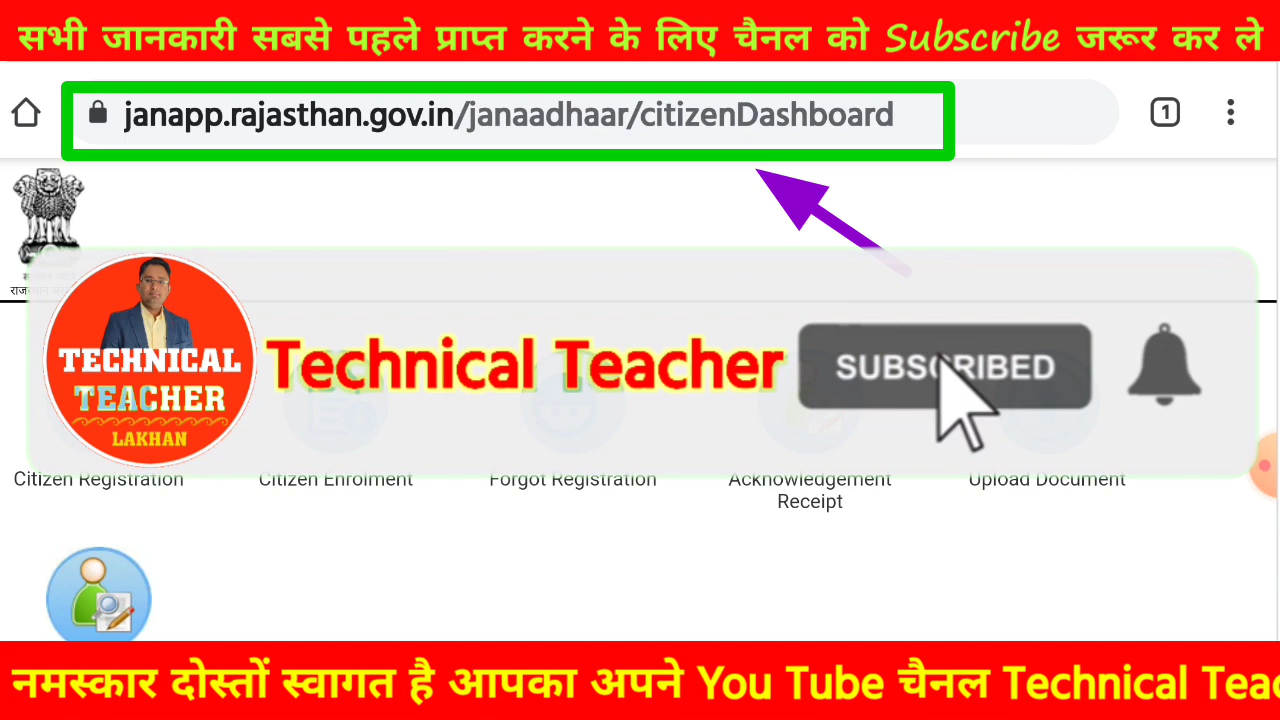 सभी जानकारी सबसे पहले प्राप्त करने के लिए चैनल को Subscribe जरूर कर ले
janapp.rajasthan.gov.in/janaadhaar/citizenDashboard
1
TECHNICAL
TEACHER
LAKHAN
Technical Teacher
SUBSCRIBED
Citizen Registration
Citizen Enrolment
Forgot Registration
Acknowledgement
Receipt
Upload Document
नमस्कार दोस्तों स्वागत है आपका अपने You Tube चैनल Technical Teac